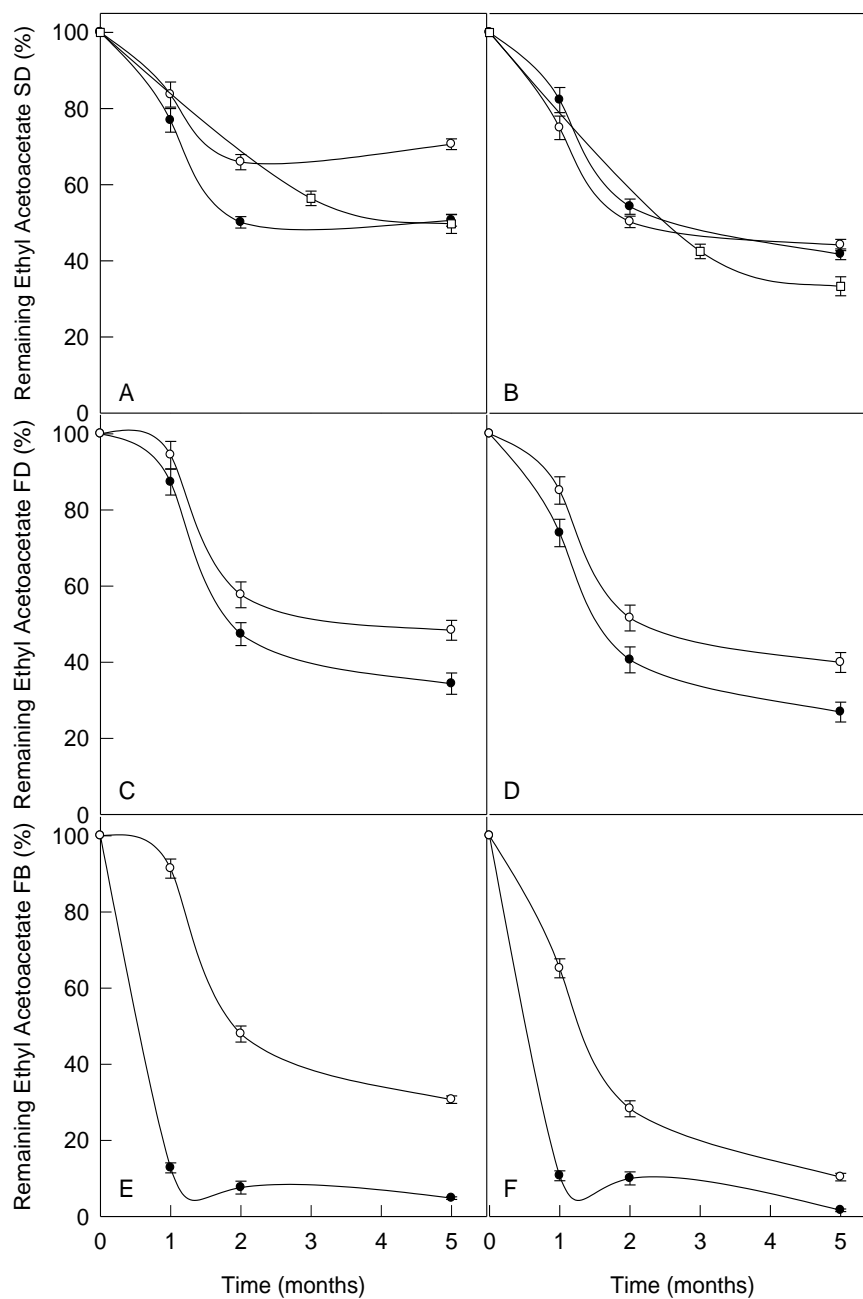 Remaining Ethyl Acetoacetate SD (%)
100
80
60
40
20
0
A
B
Remaining Ethyl Acetoacetate FD (%)
100
80
60
40
20
0
C
D
Remaining Ethyl Acetoacetate FB (%)
100
80
60
40
20
0
E
F
0 1 2 3 4 5 0 1 2 3 4 5
Time (months) Time (months)